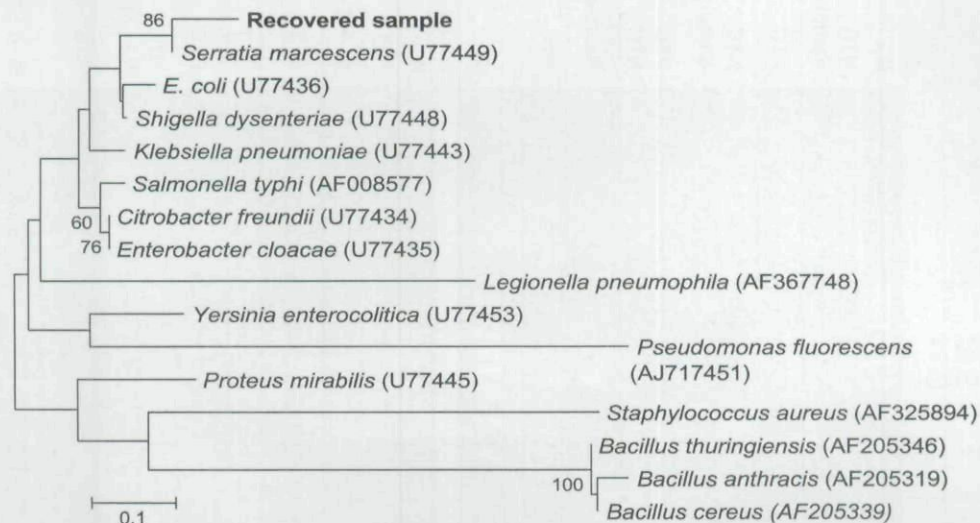 86
Recovered sample
Serratia marcescens (U77449)
E. coli (U77436)
Shigella dysenteriae (U77448)
Klebsiella pneumoniae (U77443)
Salmonella typhi (AF008577)
60
Citrobacter freundii (U77434)
76
Enterobacter cloacae (U77435)
Legionella pneumophila (AF367748)
Yersinia enterocolitica (U77453)
Pseudomonas fluorescens
(AJ717451)
Proteus mirabilis (U77445)
Staphylococcus aureus (AF325894)
Bacillus thuringiensis (AF205346)
100
Bacillus anthracis (AF205319)
Bacillus cereus (AF205339)
0.1